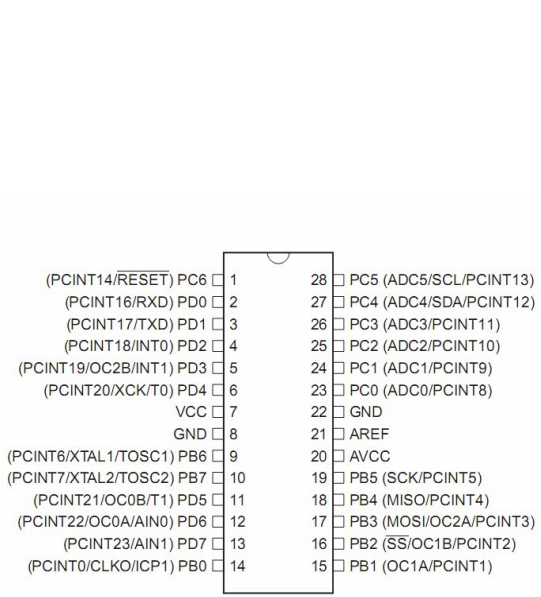 (PCINT14/RESET) PC6 1 28 PC5 (ADC5/SCL/PCINT13)
(PCINT16/RXD) PD0 2 27 PC4 (ADC4/SDA/PCINT12)
(PCINT17/TXD) PD1 3 26 PC3 (ADC3/PCINT11)
(PCINT18/INT0) PD2 4 25 PC2 (ADC2/PCINT10)
(PCINT19/OC2B/INT1) PD3 5 24 PC1 (ADC1/PCINT9)
(PCINT20/XCK/T0) PD4 6 23 PC0 (ADC0/PCINT8)
VCC 7 22 GND
GND 8 21 AREF
(PCINT6/XTAL1/TOSC1) PB6 9 20 AVCC
(PCINT7/XTAL2/TOSC2) PB7 10 19 PB5 (SCK/PCINT5)
(PCINT21/OC0B/T1) PD5 11 18 PB4 (MISO/PCINT4)
(PCINT22/OC0A/AIN0) PD6 12 17 PB3 (MOSI/OC2A/PCINT3)
(PCINT23/AIN1) PD7 13 16 PB2 (SS/OC1B/PCINT2)
(PCINT0/CLKO/ICP1) PB0 14 15 PB1 (OC1A/PCINT1)